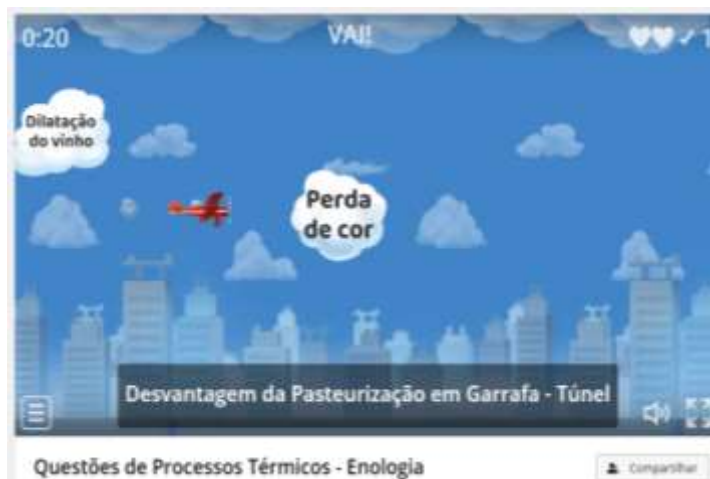 0:20
VAI!
✓ 1
Dilatação
do vinho
Perda
de cor
Desvantagem da Pasteurização em Garrafa - Túnel
Questões de Processos Térmicos - Enologia
Compartilhar